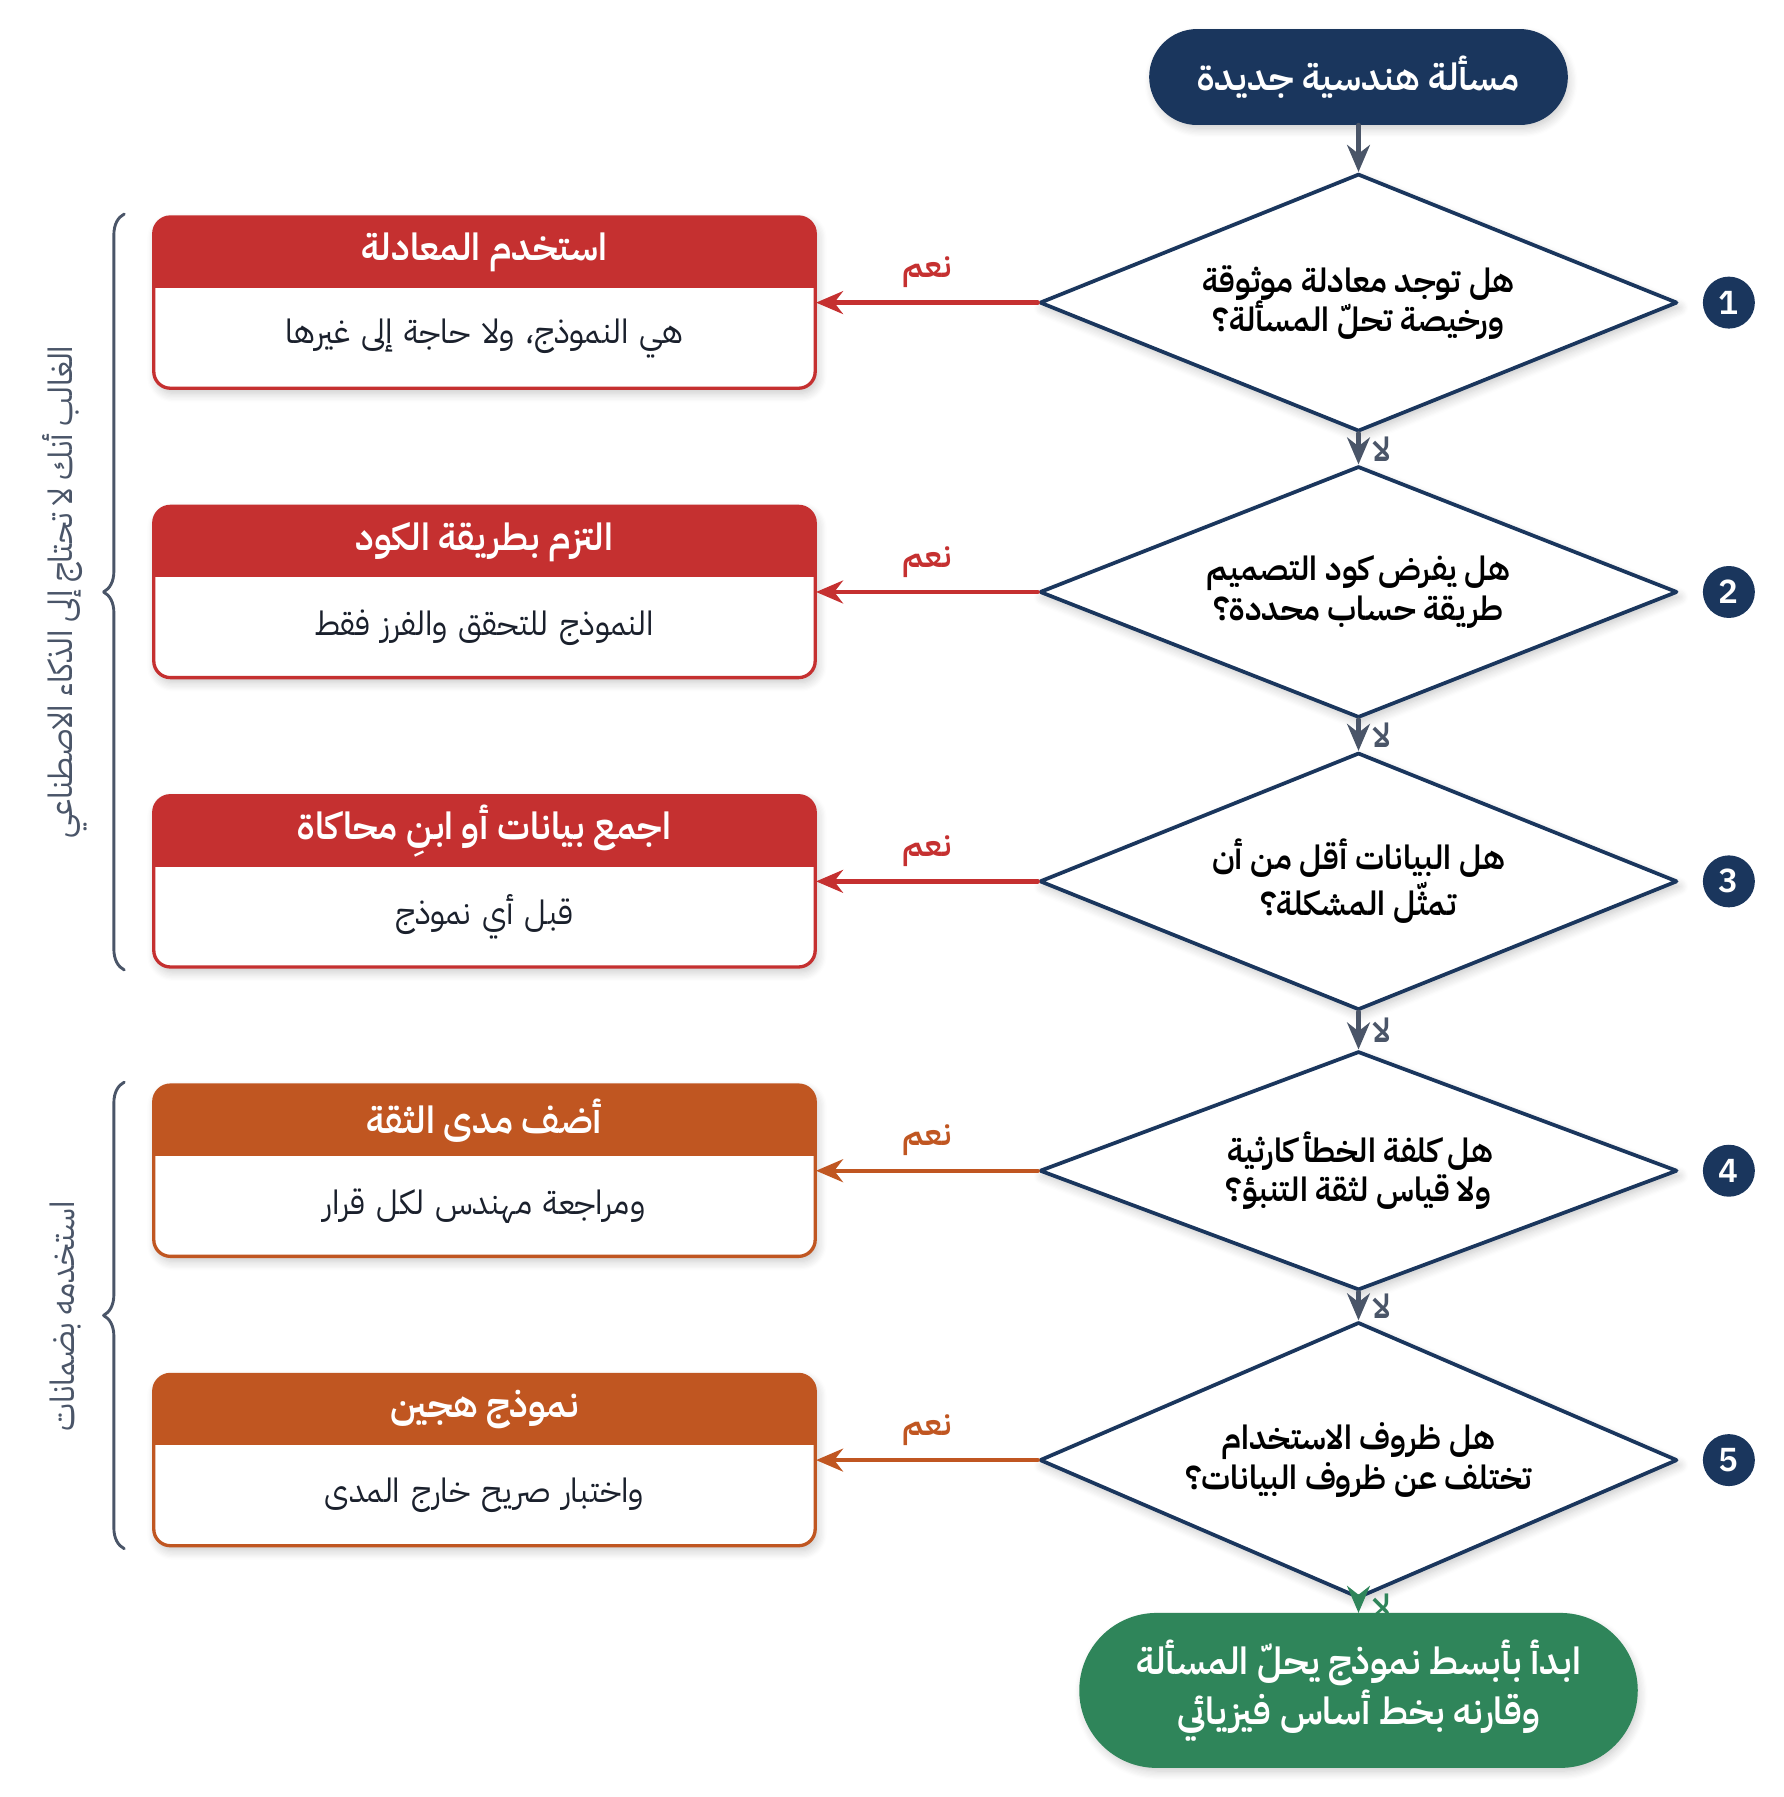 مسألة هندسية جديدة
1
هل توجد معادلة موثوقة
ورخيصة تحلّ المسألة؟
نعم
استخدم المعادلة
هي النموذج، ولا حاجة إلى غيرها
لا
2
هل يفرض كود التصميم
طريقة حساب محددة؟
نعم
التزم بطريقة الكود
النموذج للتحقق والفرز فقط
لا
3
هل البيانات أقل من أن
تمثّل المشكلة؟
نعم
اجمع بيانات أو ابنِ محاكاة
قبل أي نموذج
الغالب أنك لا تحتاج إلى الذكاء الاصطناعي
لا
4
هل كلفة الخطأ كارثية
ولا قياس لثقة التنبؤ؟
نعم
أضف مدى الثقة
ومراجعة مهندس لكل قرار
لا
5
هل ظروف الاستخدام
تختلف عن ظروف البيانات؟
نعم
نموذج هجين
واختبار صريح خارج المدى
استخدمه بضمانات
لا
ابدأ بأبسط نموذج يحلّ المسألة
وقارنه بخط أساس فيزيائي